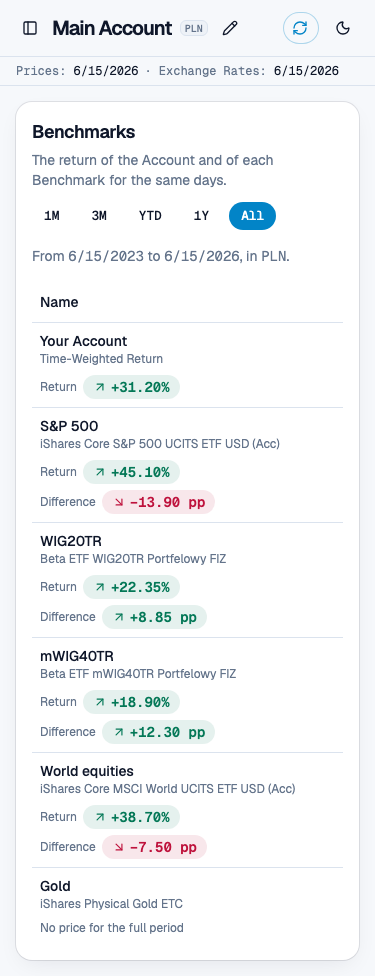 Main Account PLN
Prices: 6/15/2026 · Exchange Rates: 6/15/2026
Benchmarks
The return of the Account and of each
Benchmark for the same days.
1M 3M YTD 1Y All
From 6/15/2023 to 6/15/2026, in PLN.
Name
Your Account
Time-Weighted Return
Return ↗ +31.20%
S&P 500
iShares Core S&P 500 UCITS ETF USD (Acc)
Return ↗ +45.10%
Difference ↘ −13.90 pp
WIG20TR
Beta ETF WIG20TR Portfelowy FIZ
Return ↗ +22.35%
Difference ↗ +8.85 pp
mWIG40TR
Beta ETF mWIG40TR Portfelowy FIZ
Return ↗ +18.90%
Difference ↗ +12.30 pp
World equities
iShares Core MSCI World UCITS ETF USD (Acc)
Return ↗ +38.70%
Difference ↘ −7.50 pp
Gold
iShares Physical Gold ETC
No price for the full period